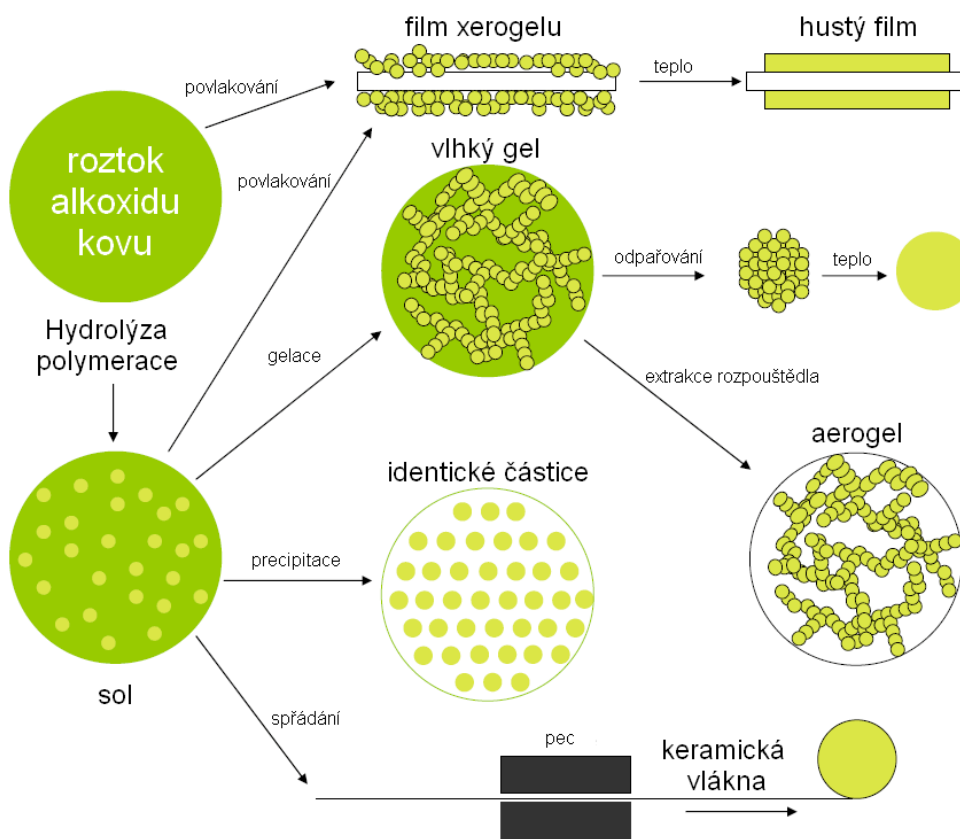 film xerogelu
hustý film
povlakování
teplo
roztok
alkoxidu
kovu
povlakování
vlhký gel
odpařování
teplo
Hydrolýza
polymerace
gelace
extrakce rozpouštědla
aerogel
identické částice
precipitace
sol
spřádání
pec
keramická
vlákna